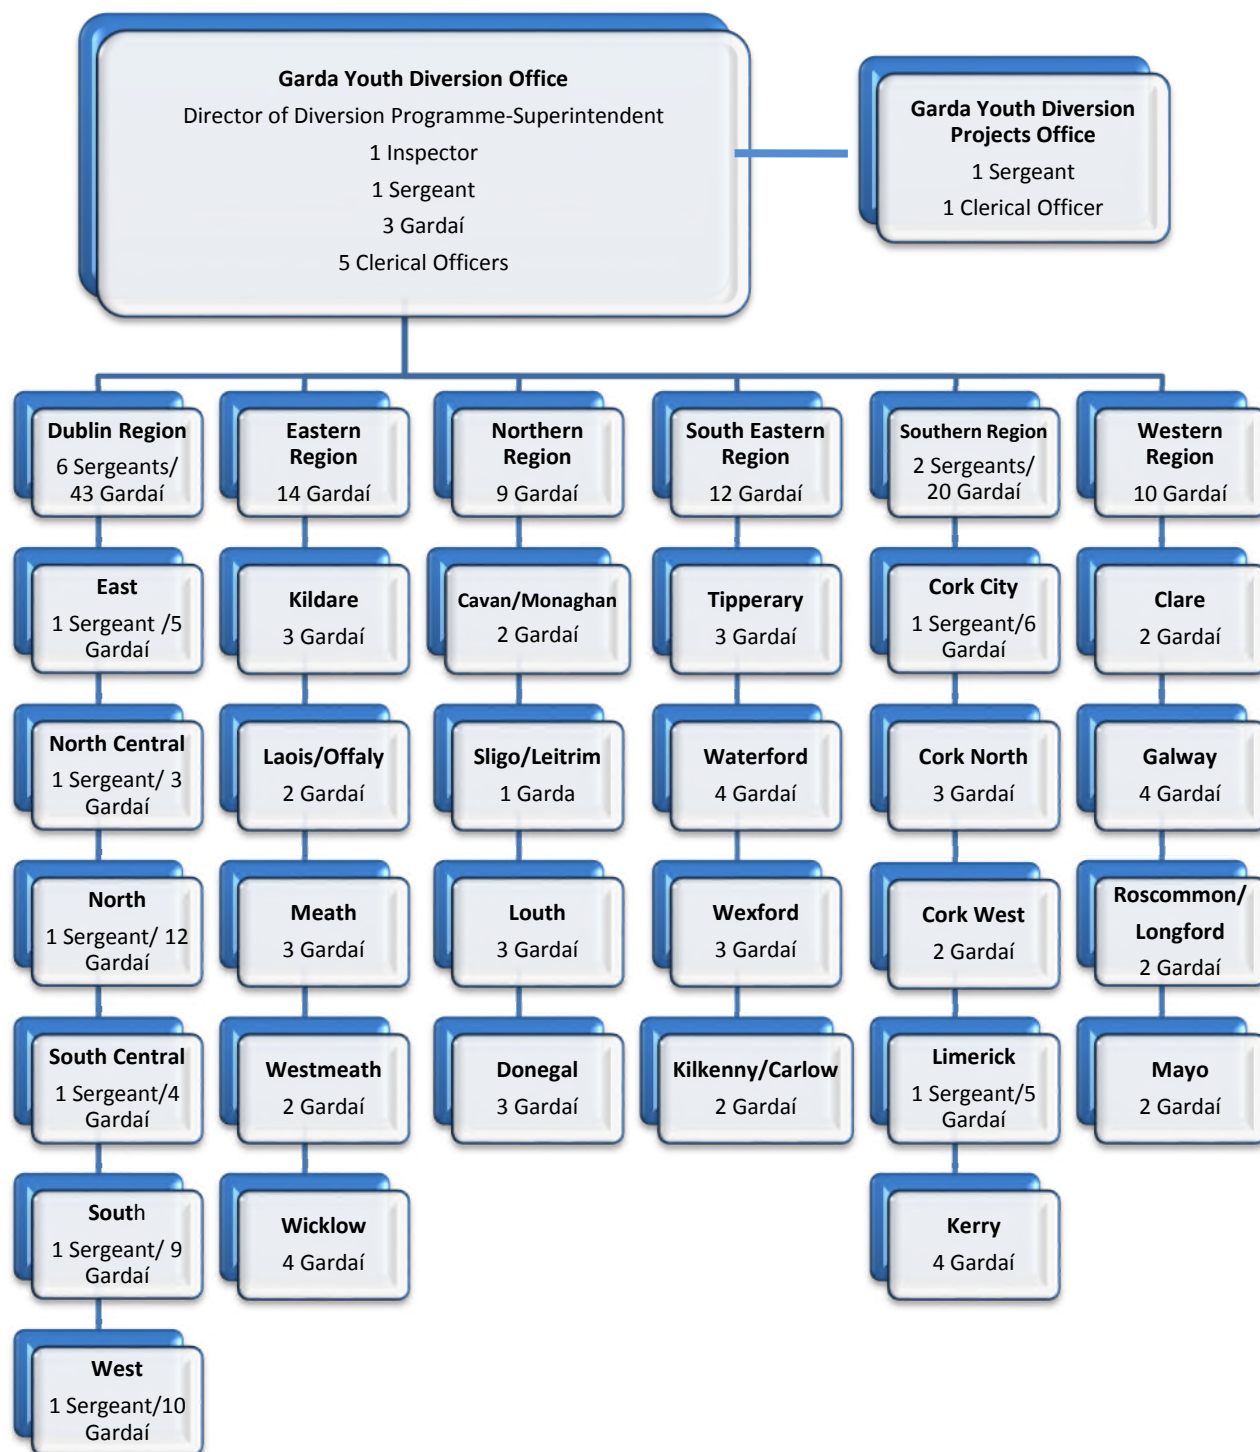 Garda Youth Diversion Office
Director of Diversion Programme-Superintendent
1 Inspector
1 Sergeant
3 Gardaí
5 Clerical Officers
Garda Youth Diversion
Projects Office
1 Sergeant
1 Clerical Officer
Dublin Region
6 Sergeants/
43 Gardaí
East
1 Sergeant /5
Gardaí
North Central
1 Sergeant/ 3
Gardaí
North
1 Sergeant/ 12
Gardaí
South Central
1 Sergeant/4
Gardaí
South
1 Sergeant/ 9
Gardaí
West
1 Sergeant/10
Gardaí
Eastern
Region
14 Gardaí
Kildare
3 Gardaí
Laois/Offaly
2 Gardaí
Meath
3 Gardaí
Westmeath
2 Gardaí
Wicklow
4 Gardaí
Northern
Region
9 Gardaí
Cavan/Monaghan
2 Gardaí
Sligo/Leitrim
1 Garda
Louth
3 Gardaí
Donegal
3 Gardaí
South Eastern
Region
12 Gardaí
Tipperary
3 Gardaí
Waterford
4 Gardaí
Wexford
3 Gardaí
Kilkenny/Carlow
2 Gardaí
Southern Region
2 Sergeants/
20 Gardaí
Cork City
1 Sergeant/6
Gardaí
Cork North
3 Gardaí
Cork West
2 Gardaí
Limerick
1 Sergeant/5
Gardaí
Kerry
4 Gardaí
Western
Region
10 Gardaí
Clare
2 Gardaí
Galway
4 Gardaí
Roscommon/
Longford
2 Gardaí
Mayo
2 Gardaí